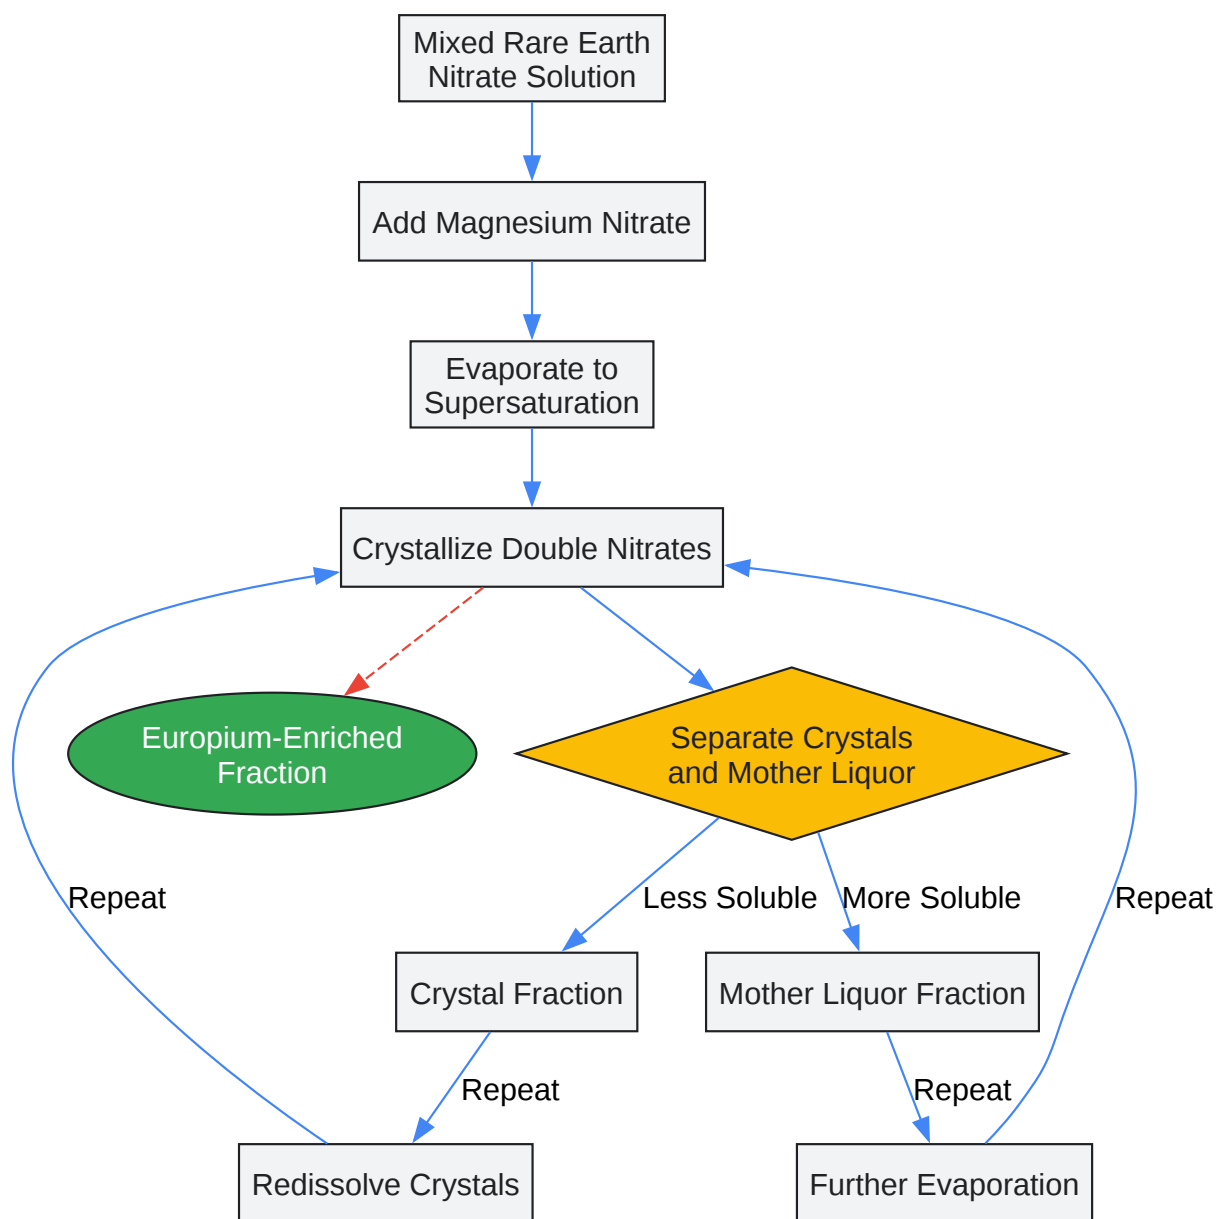 Mixed Rare Earth
Nitrate Solution
Add Magnesium Nitrate
Evaporate to
Supersaturation
Crystallize Double Nitrates
Europium-Enriched
Fraction
Separate Crystals
and Mother Liquor
Repeat
Less Soluble
More Soluble
Repeat
Crystal Fraction
Mother Liquor Fraction
Repeat
Repeat
Redissolve Crystals
Further Evaporation